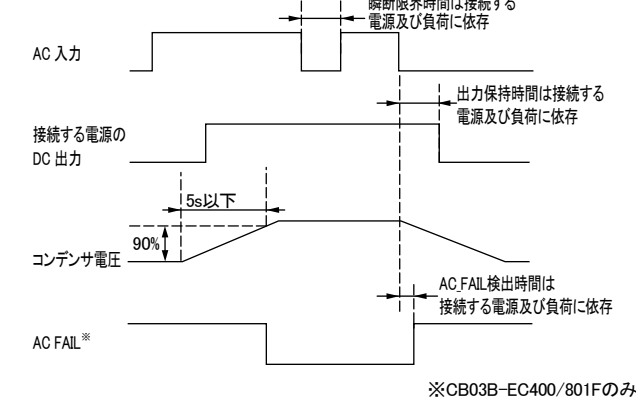 瞬断限界時間は接続する
電源及び負荷に依存
AC 入力
出力保持時間は接続する
電源及び負荷に依存
接続する電源の
DC 出力
5s以下
90%
コンデンサ電圧
AC_FAIL検出時間は
接続する電源及び負荷に依存
AC FAIL※
※CB03B-EC400/801Fのみ